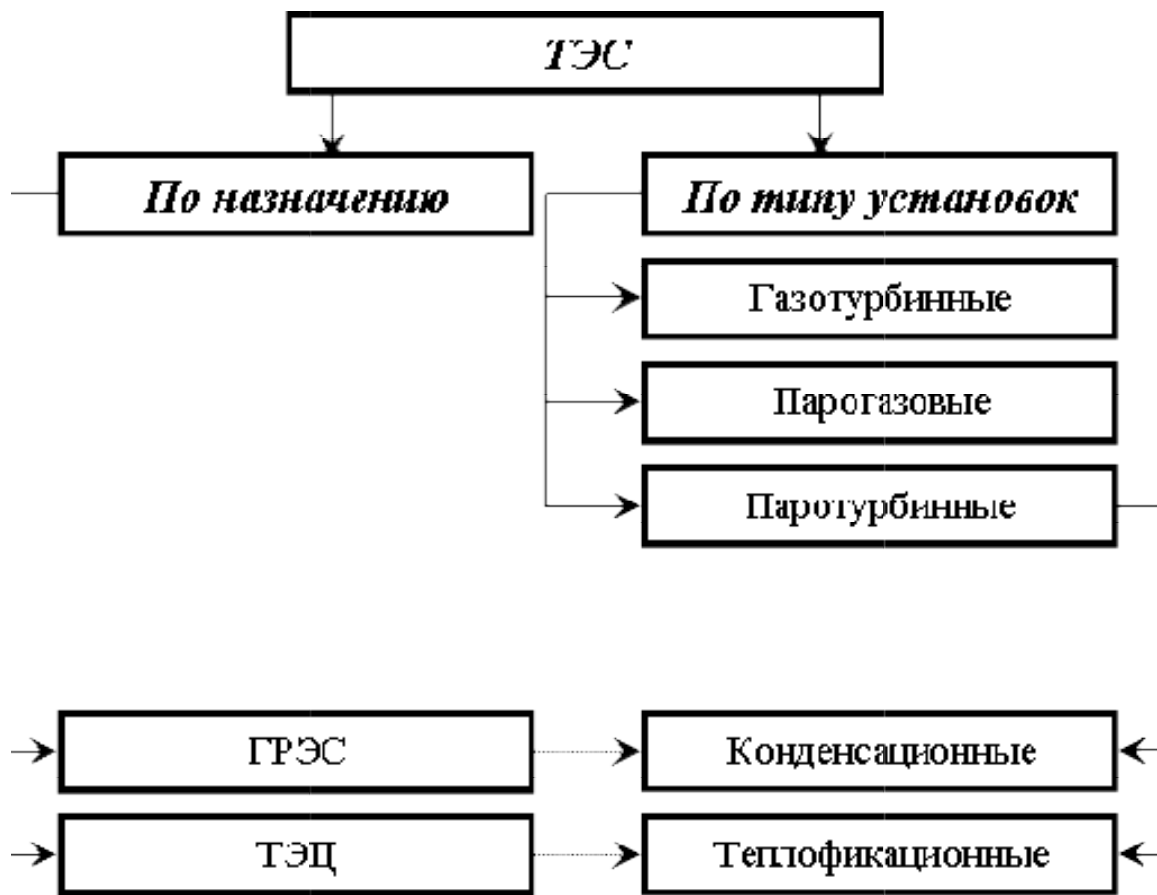 ТЭС
По назначению
По типу установок
Газотурбинные
Парогазовые
Паротурбинные
ГРЭС
Конденсационные
ТЭЦ
Теплофикационные